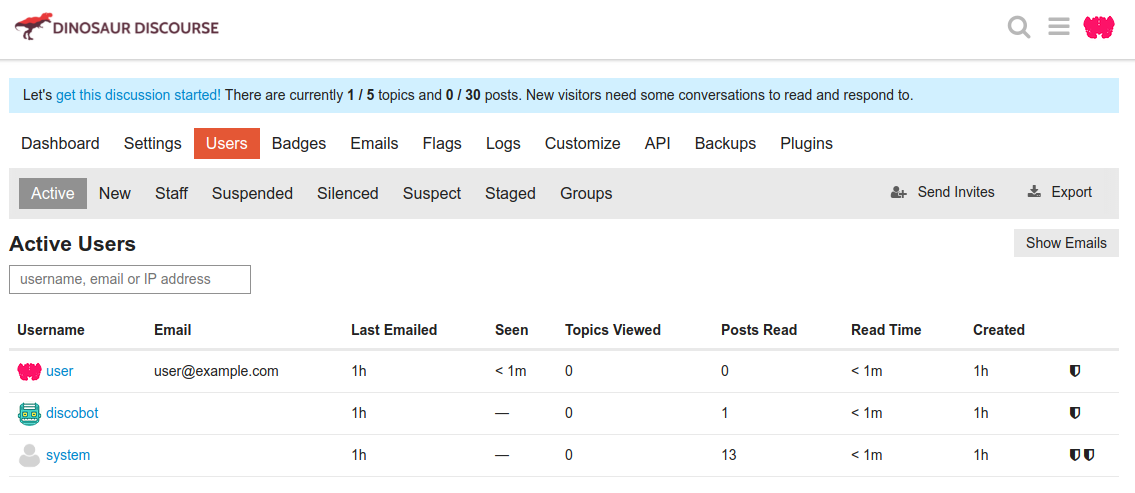 DINOSAUR DISCOURSE
Let's get this discussion started! There are currently 1 / 5 topics and 0 / 30 posts. New visitors need some conversations to read and respond to.
Dashboard Settings Users Badges Emails Flags Logs Customize API Backups Plugins
Active New Staff Suspended Silenced Suspect Staged Groups Send Invites Export
Active Users Show Emails
username, email or IP address
Username Email Last Emailed Seen Topics Viewed Posts Read Read Time Created
user user@example.com 1h < 1m 0 0 < 1m 1h
discobot 1h — 0 1 < 1m 1h
system 1h — 0 13 < 1m 1h